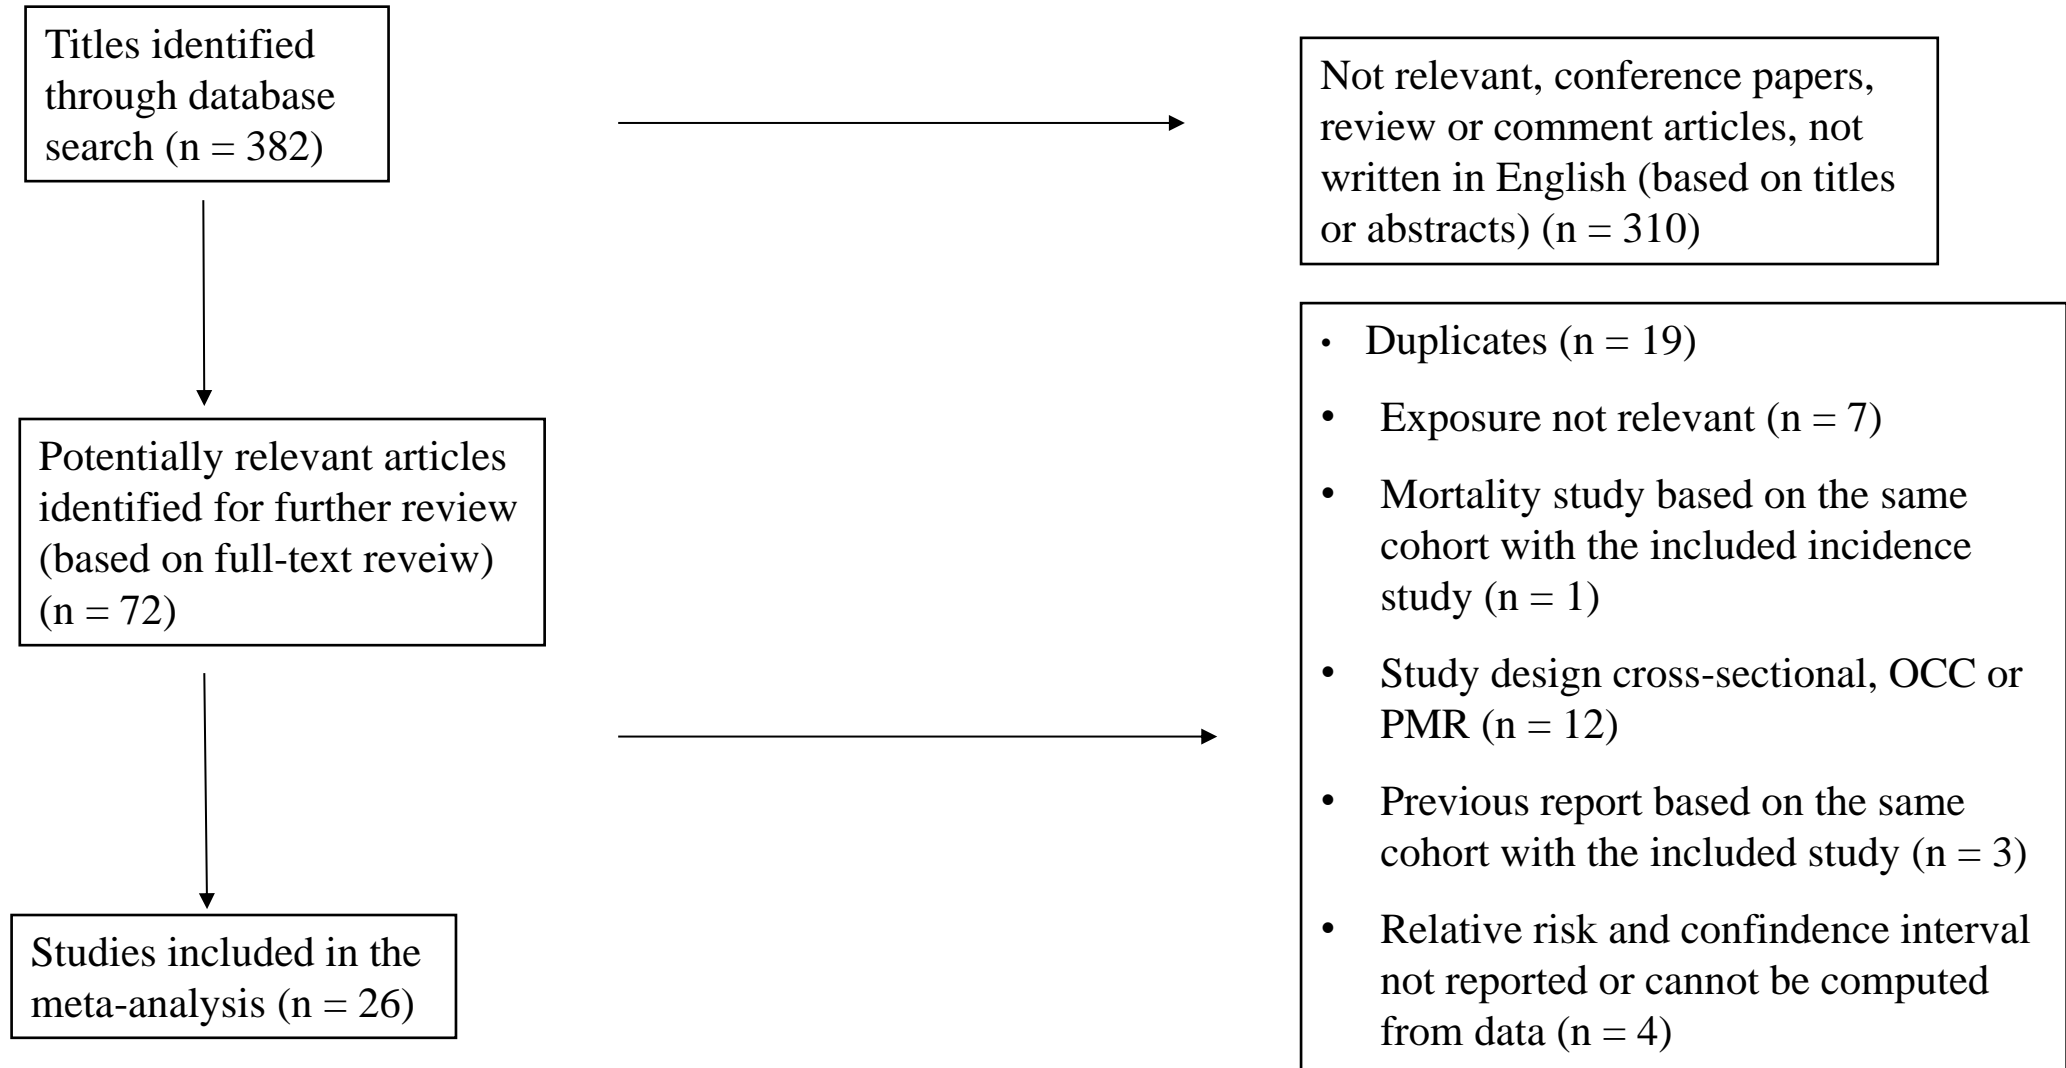 Titles identified
through database
search (n = 382)
Not relevant, conference papers,
review or comment articles, not
written in English (based on titles
or abstracts) (n = 310)
Potentially relevant articles
identified for further review
(based on full-text reveiw)
(n = 72)
• Duplicates (n = 19)
• Exposure not relevant (n = 7)
• Mortality study based on the same
cohort with the included incidence
study (n = 1)
• Study design cross-sectional, OCC or
PMR (n = 12)
• Previous report based on the same
cohort with the included study (n = 3)
• Relative risk and confindence interval
not reported or cannot be computed
from data (n = 4)
Studies included in the
meta-analysis (n = 26)